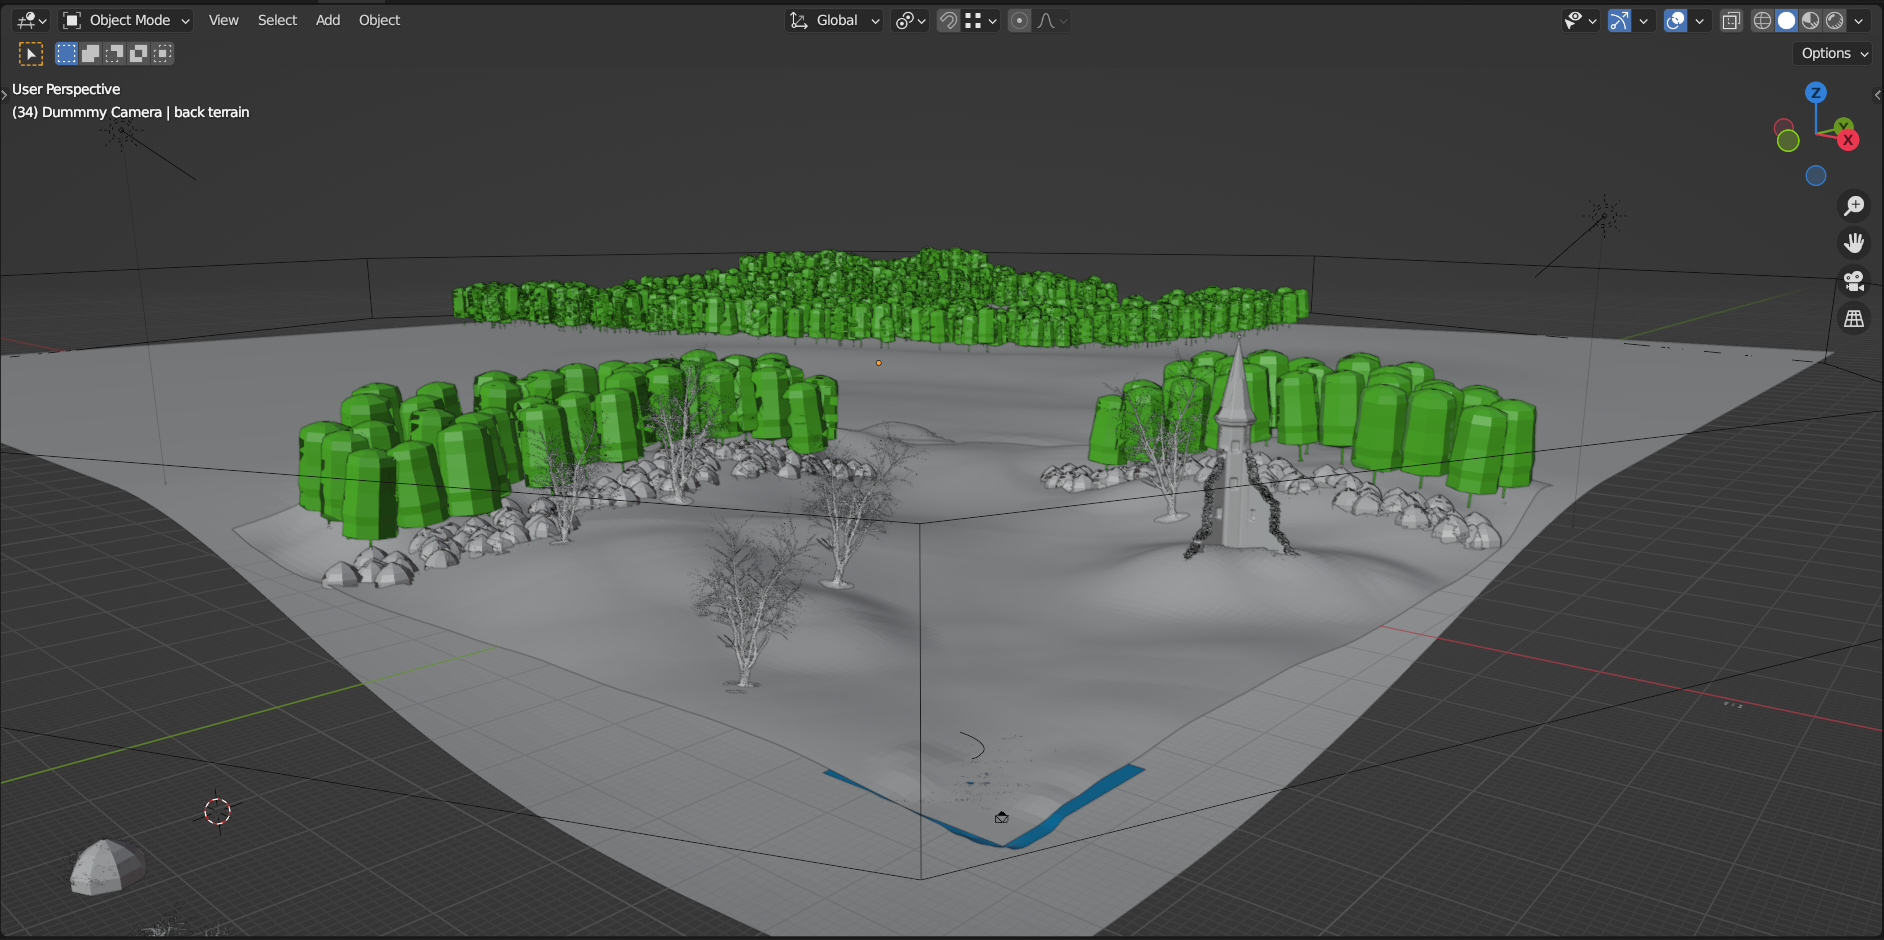 Object Mode View Select Add Object Global
Options
User Perspective
(34) Dummmy Camera | back terrain
Z
Y
X